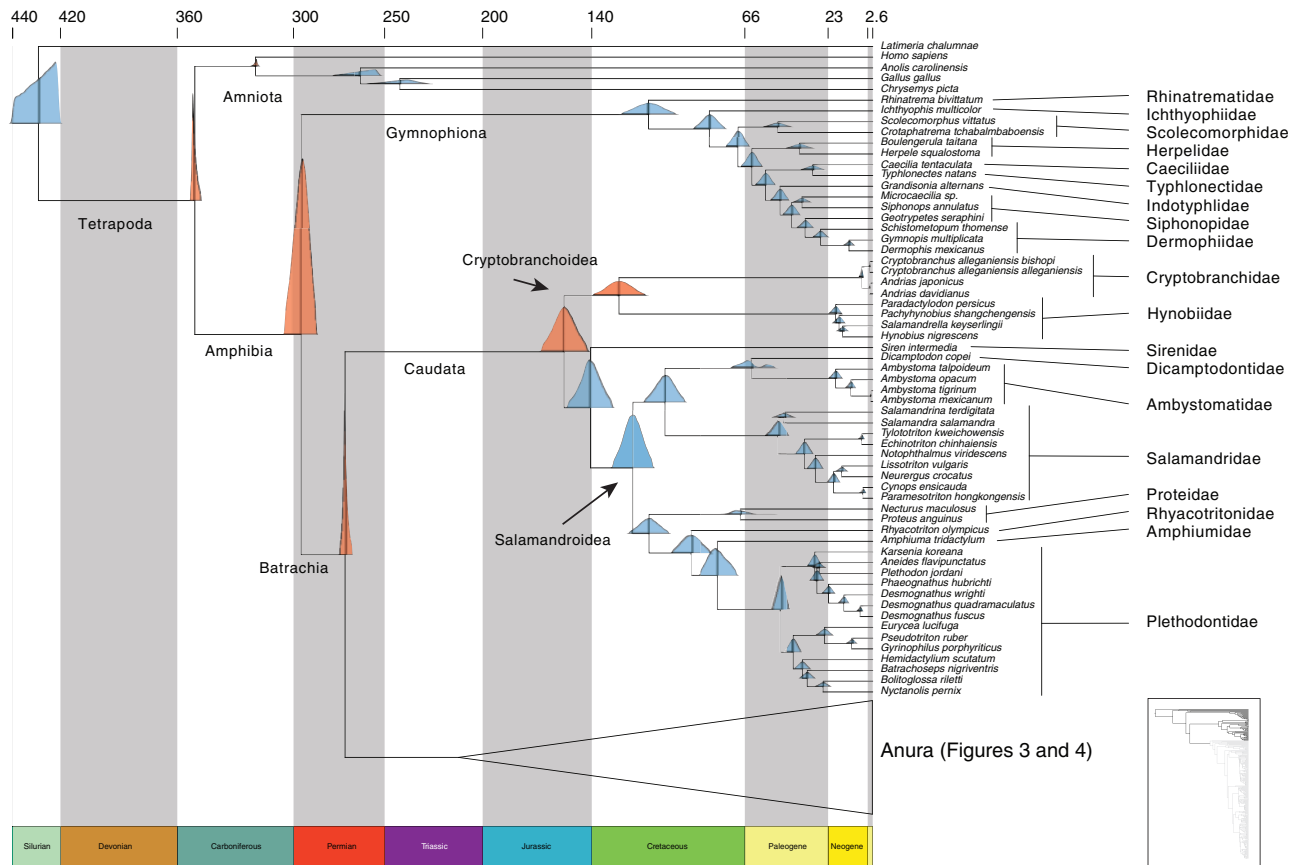 440 420 360 300 250 200 140 66 23 2.6
Latimeria chalumnae
Homo sapiens
Anolis carolinensis
Gallus gallus
Chrysemys picta
Rhinatrema bivittatum
Ichthyophis multicolor
Scolecomorphus vittatus
Crotaphatrema tchabalmbaboensis
Boulengerula taitana
Herpele squalostoma
Caecilia tentaculata
Typhlonectes natans
Grandisonia alternans
Microcaecilia sp.
Siphonops annulatus
Geotrypetes seraphini
Schistometopum thomense
Gymnopis multiplicata
Dermophis mexicanus
Cryptobranchus alleganiensis bishopi
Cryptobranchus alleganiensis alleganiensis
Andrias japonicus
Andrias davidianus
Paradactylodon persicus
Pachyhynobius shangchengensis
Salamandrella keyserlingii
Hynobius nigrescens
Siren intermedia
Dicamptodon copei
Ambystoma talpoideum
Ambystoma opacum
Ambystoma tigrinum
Ambystoma mexicanum
Salamandrina terdigitata
Salamandra salamandra
Tylototriton kweichowensis
Echinotriton chinhaiensis
Notophthalmus viridescens
Lissotriton vulgaris
Neurergus crocatus
Cynops ensicauda
Paramesotriton hongkongensis
Necturus maculosus
Proteus anguinus
Rhyacotriton olympicus
Amphiuma tridactylum
Karsenia koreana
Aneides flavipunctatus
Plethodon jordani
Phaeognathus hubrichti
Desmognathus wrighti
Desmognathus quadramaculatus
Desmognathus fuscus
Eurycea lucifuga
Pseudotriton ruber
Gyrinophilus porphyriticus
Hemidactylium scutatum
Batrachoseps nigriventris
Bolitoglossa riletti
Nyctanolis pernix
Anura (Figures 3 and 4)
Rhinatrematidae
Ichthyophiidae
Scolecomorphidae
Herpelidae
Caeciliidae
Typhlonectidae
Indotyphlidae
Siphonopidae
Dermophiidae
Cryptobranchidae
Hynobiidae
Sirenidae
Dicamptodontidae
Ambystomatidae
Salamandridae
Proteidae
Rhyacotritonidae
Amphiumidae
Plethodontidae
Amniota
Gymnophiona
Tetrapoda
Cryptobranchoidea
Amphibia
Caudata
Salamandroidea
Batrachia
Silurian Devonian Carboniferous Permian Triassic Jurassic Cretaceous Paleogene Neogene